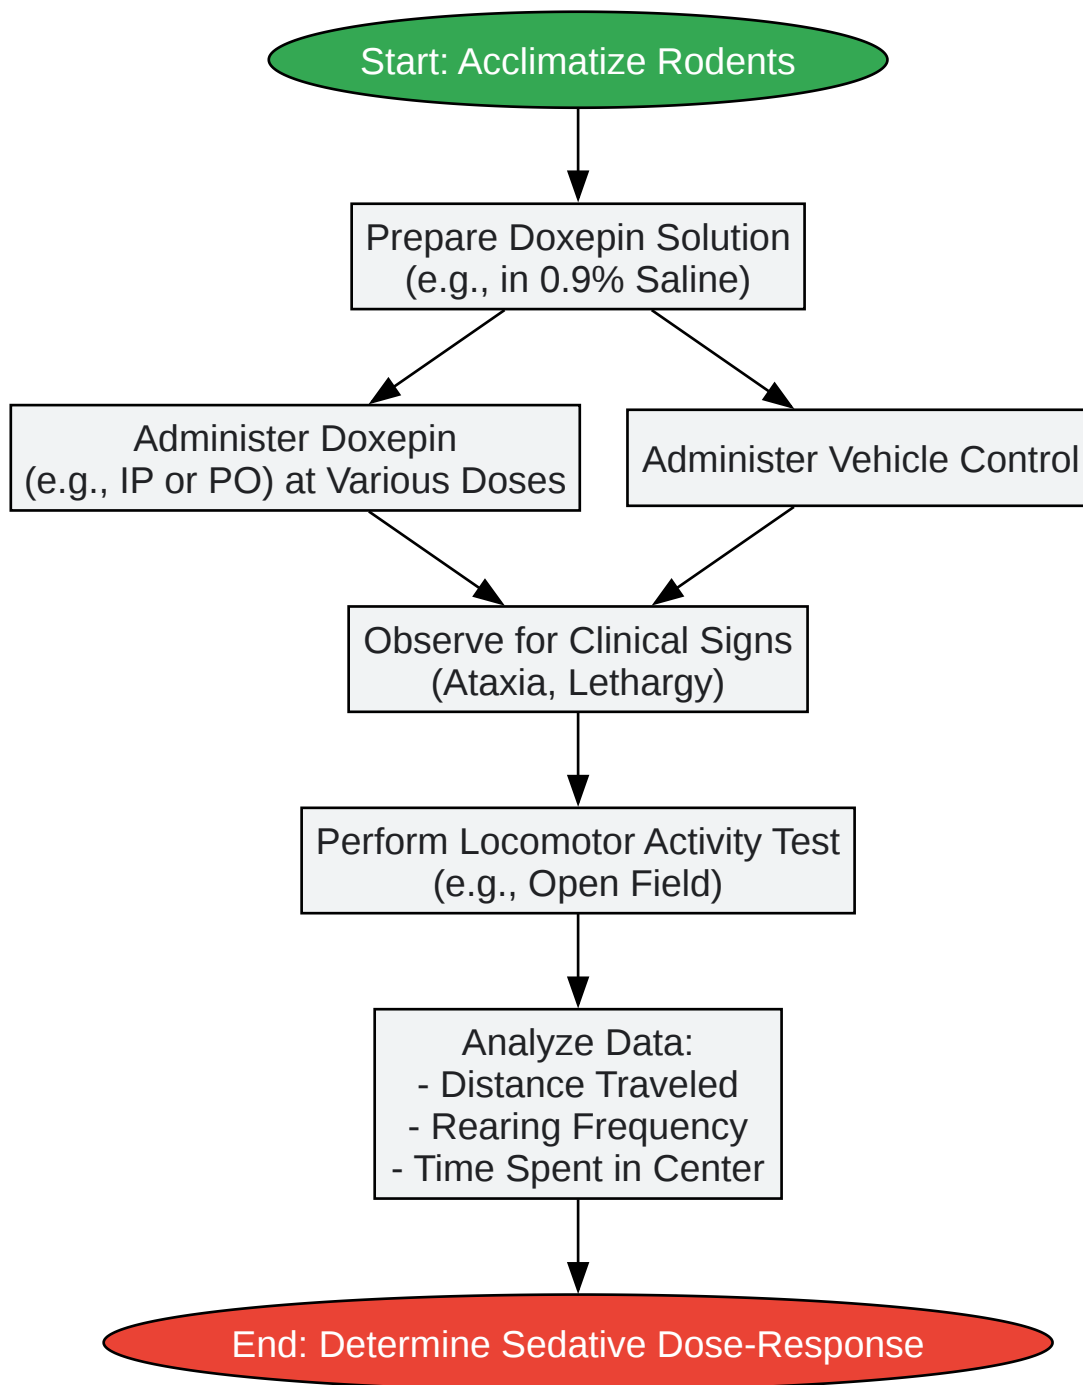 Start: Acclimatize Rodents
Prepare Doxepin Solution
(e.g., in 0.9% Saline)
Administer Doxepin
(e.g., IP or PO) at Various Doses
Administer Vehicle Control
Observe for Clinical Signs
(Ataxia, Lethargy)
Perform Locomotor Activity Test
(e.g., Open Field)
Analyze Data:
- Distance Traveled
- Rearing Frequency
- Time Spent in Center
End: Determine Sedative Dose-Response